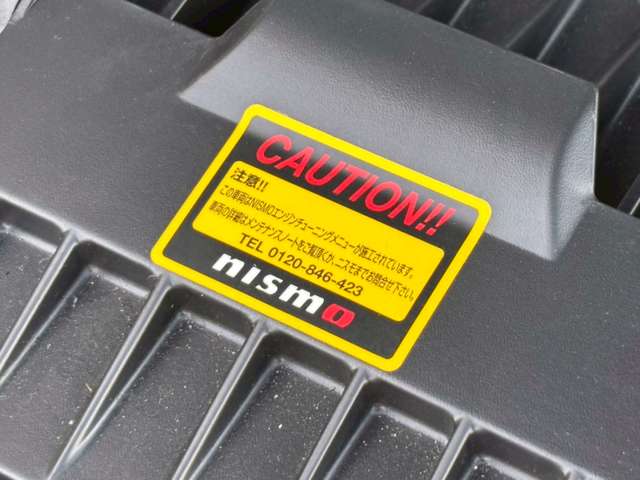 CAUTION!!
注意!!
この車両はNISMOエンジンチューニングメニューが施工されています。
車両の詳細はメンテナンスノートをご覧頂くか、ニスモまでお問合せ下さい。
TEL 0120-846-423
nismo